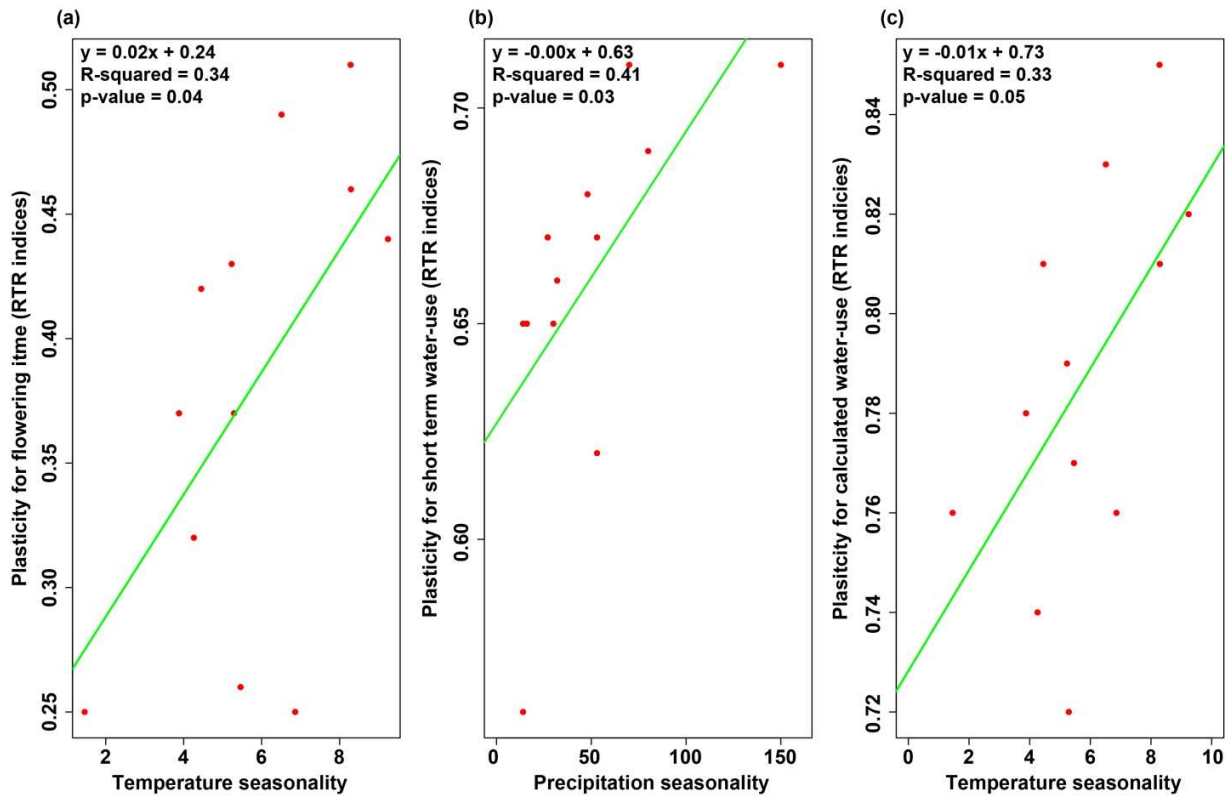 (a)
y = 0.02x + 0.24
R-squared = 0.34
p-value = 0.04
Plasticity for flowering itme (RTR indices)
0.50
0.45
0.40
0.35
0.30
0.25
2 4 6 8
Temperature seasonality
(b)
y = -0.00x + 0.63
R-squared = 0.41
p-value = 0.03
Plasticity for short term water-use (RTR indices)
0.70
0.65
0.60
0 50 100 150
Precipitation seasonality
(c)
y = -0.01x + 0.73
R-squared = 0.33
p-value = 0.05
Plasitcity for calculated water-use (RTR indicies)
0.84
0.82
0.80
0.78
0.76
0.74
0.72
0 2 4 6 8 10
Temperature seasonality